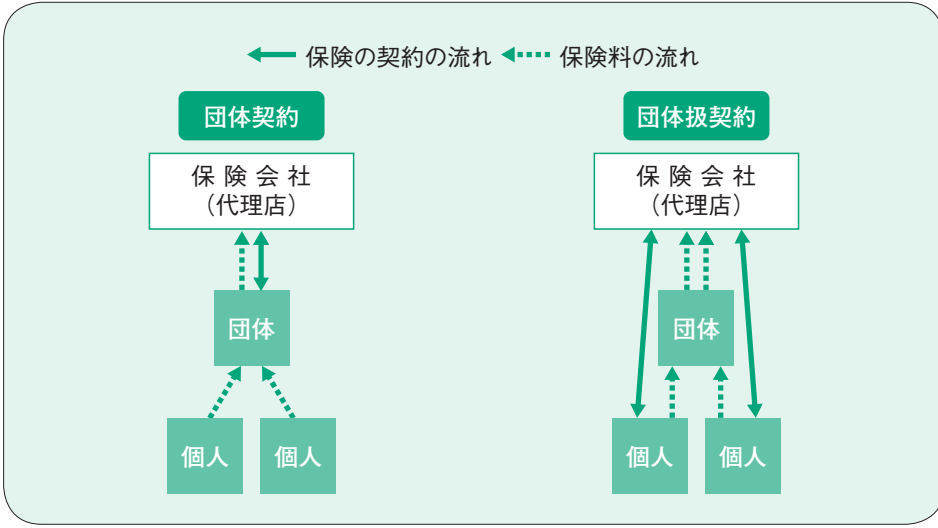 保険の契約の流れ 保険料の流れ
団体契約
団体扱契約
保険会社
（代理店）
保険会社
（代理店）
団体
団体
個人
個人
個人
個人